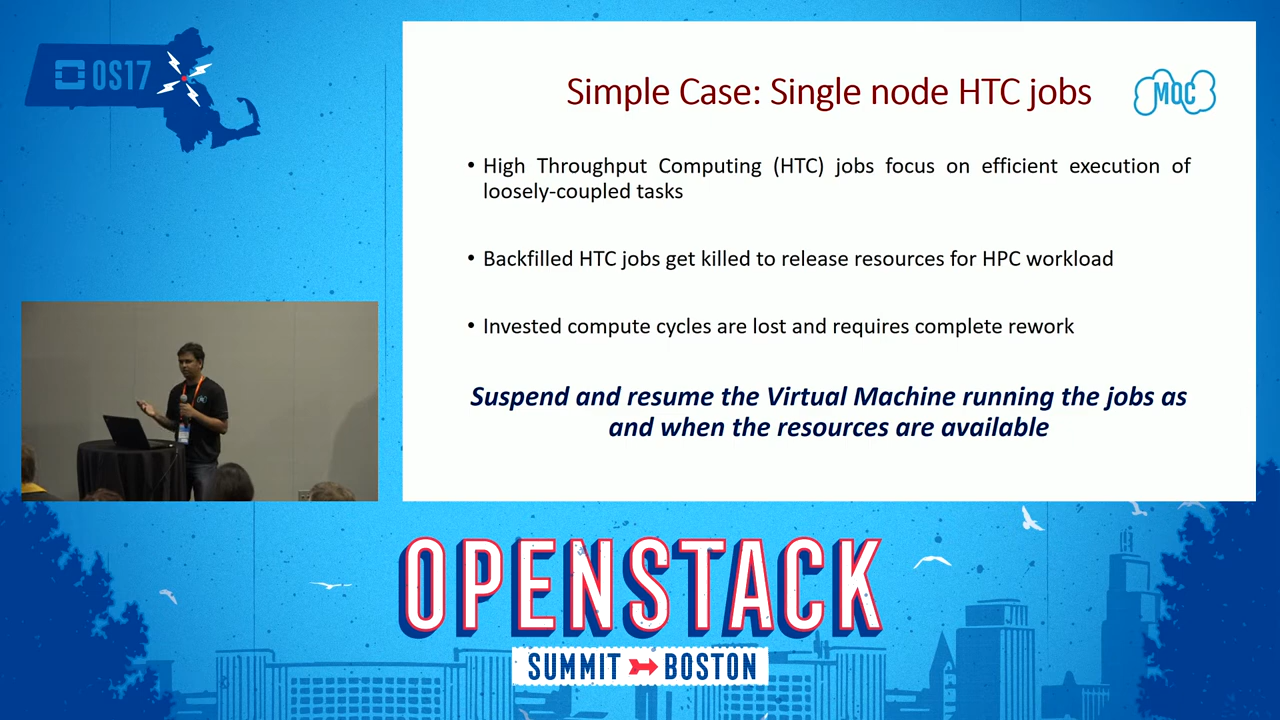 OS17
Simple Case: Single node HTC jobs
MOC
• High Throughput Computing (HTC) jobs focus on efficient execution of
loosely-coupled tasks
• Backfilled HTC jobs get killed to release resources for HPC workload
• Invested compute cycles are lost and requires complete rework
Suspend and resume the Virtual Machine running the jobs as
and when the resources are available
OPENSTACK
SUMMIT BOSTON